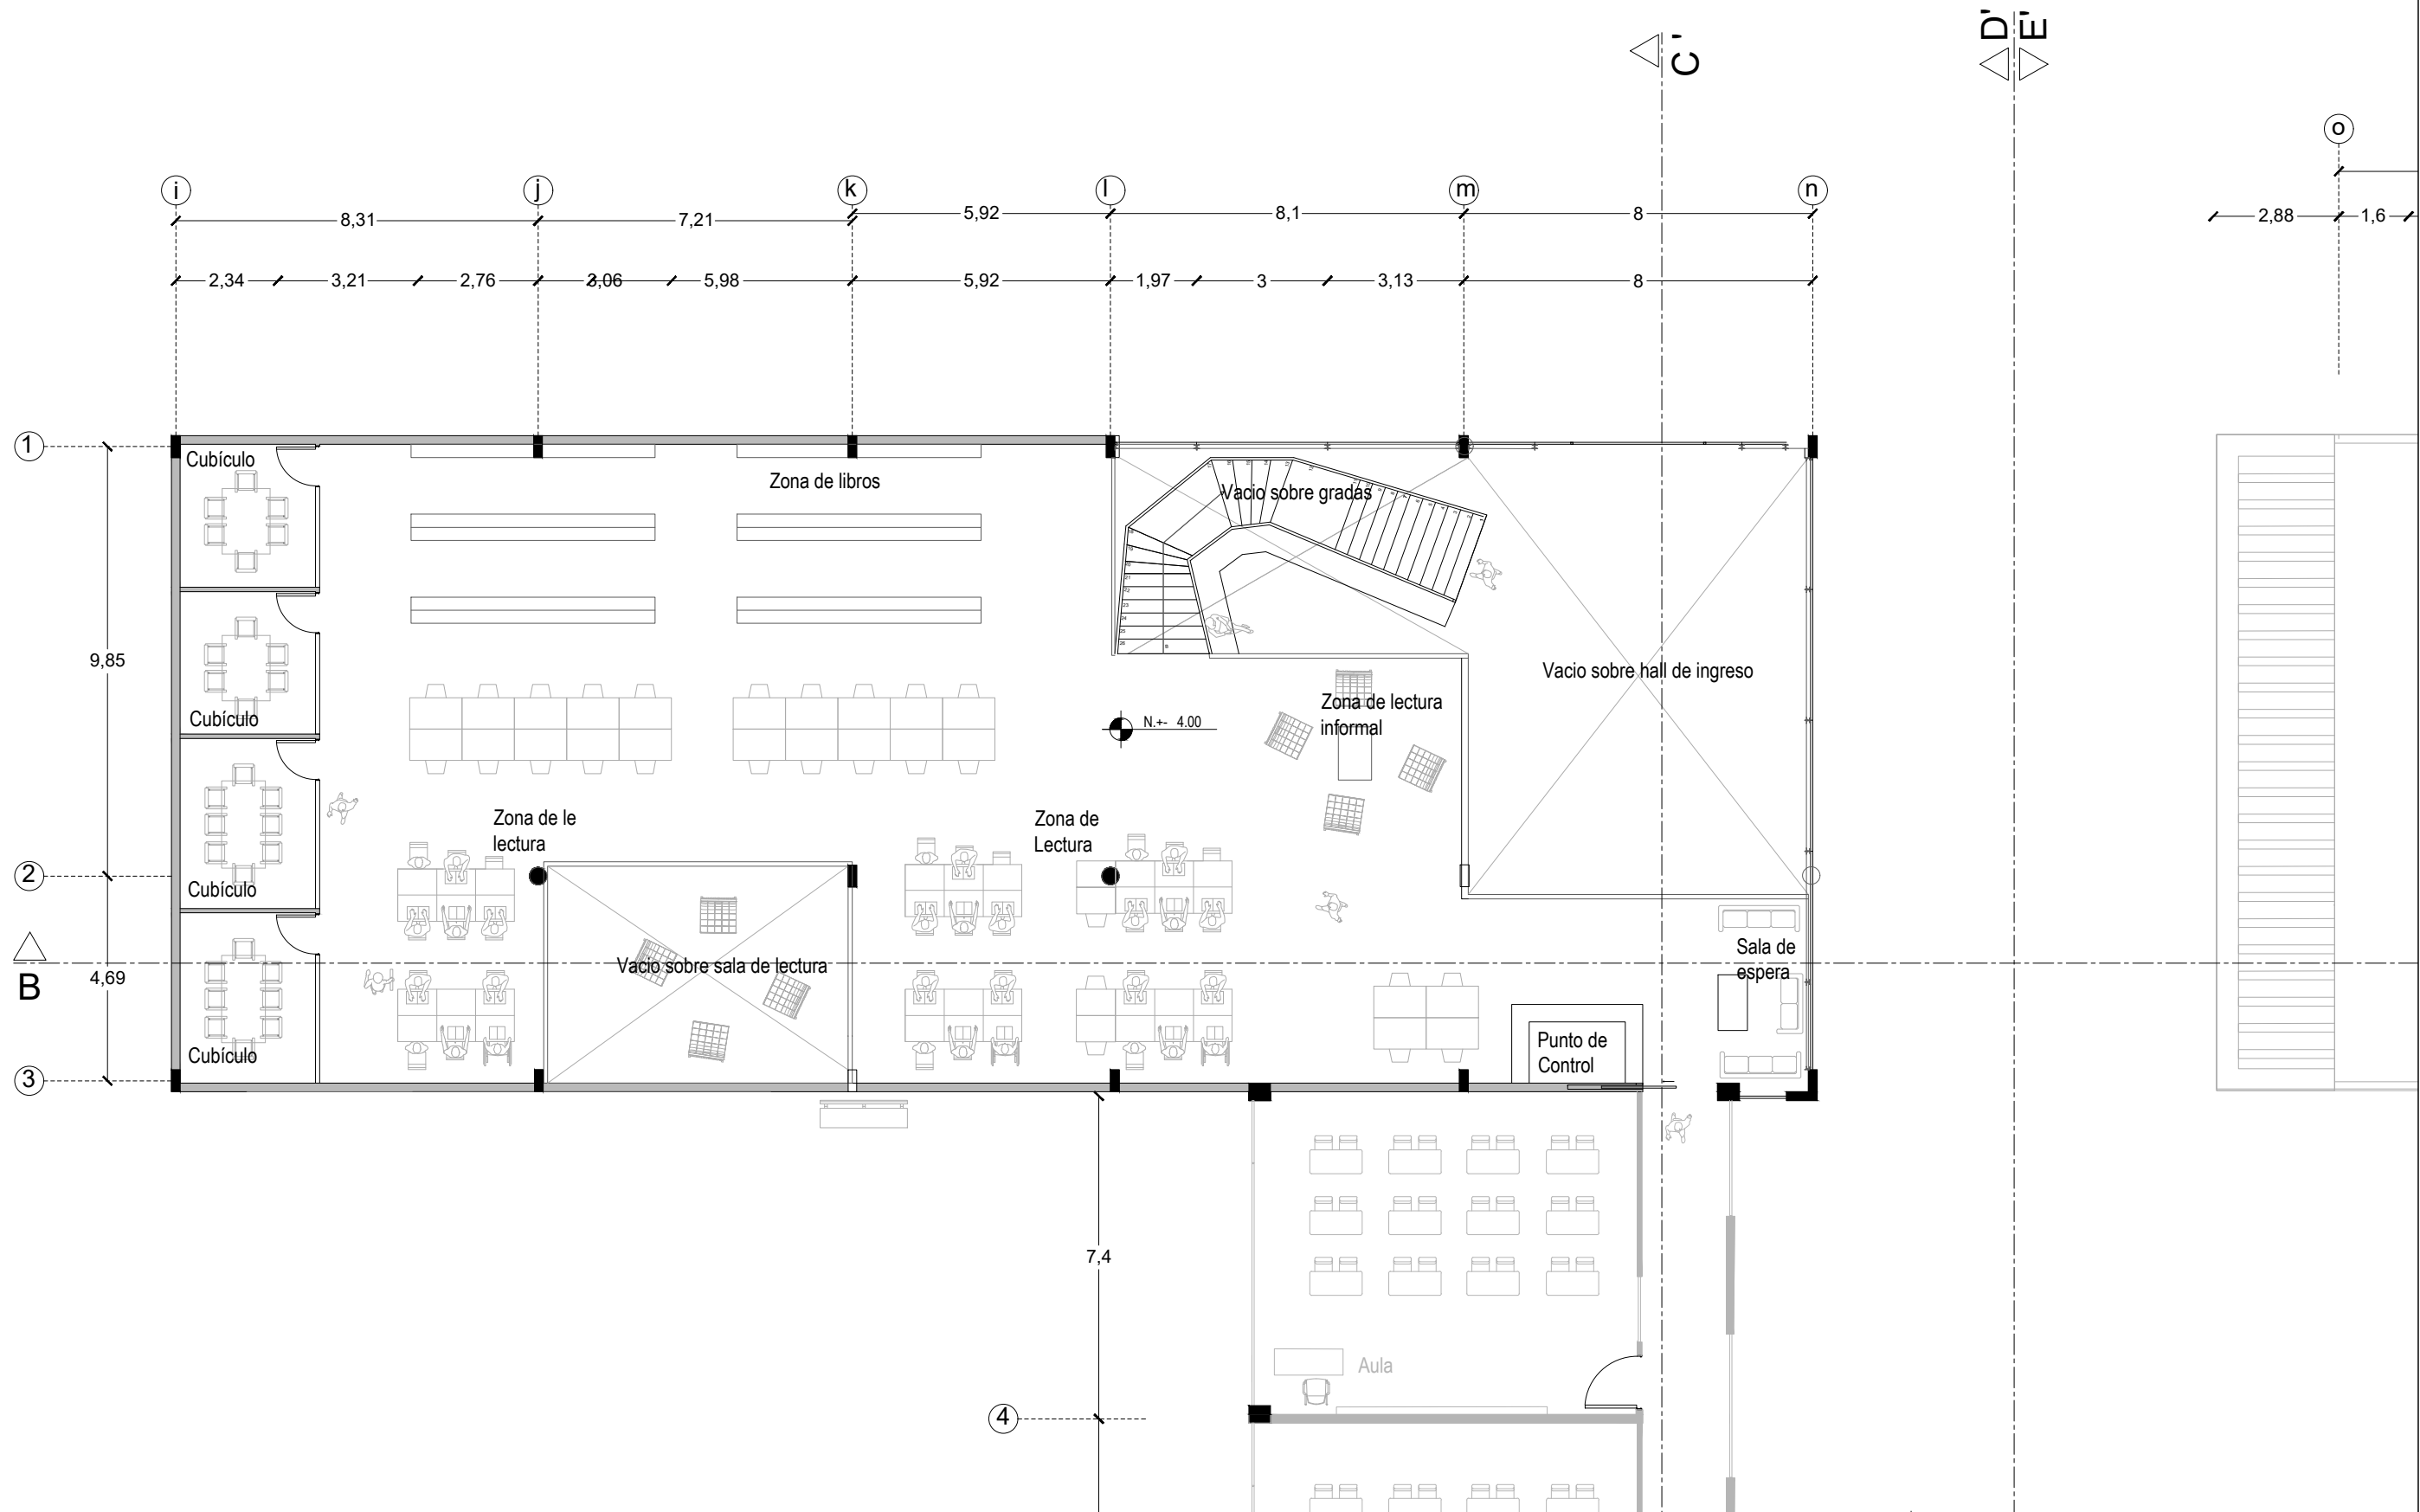 C'
D'
E'
o
i
j
k
l
m
n
8,31
7,21
5,92
8,1
8
2,88
1,6
2,34
3,21
2,76
3,06
5,98
5,92
1,97
3
3,13
8
1
Cubículo
Zona de libros
Vacio sobre gradas
9,85
Vacio sobre hall de ingreso
Cubículo
Zona de lectura
informal
N.+- 4.00
Zona de le
lectura
Zona de
Lectura
2
Cubículo
B
4,69
Vacio sobre sala de lectura
Sala de
espera
Cubículo
Punto de
Control
3
7,4
Aula
4